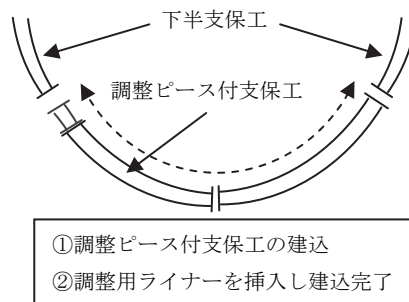 下半支保工
調整ピース付支保工
①調整ピース付支保工の建込
②調整用ライナーを挿入し建込完了